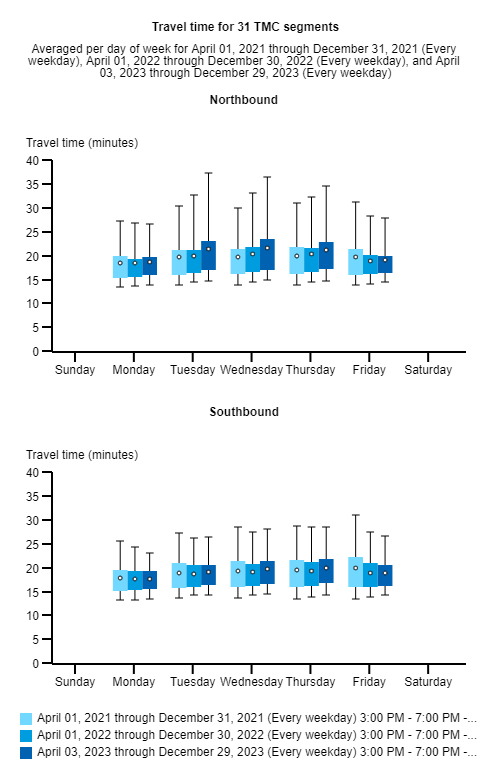 Travel time for 31 TMC segments
Averaged per day of week for April 01, 2021 through December 31, 2021 (Every
weekday), April 01, 2022 through December 30, 2022 (Every weekday), and April
03, 2023 through December 29, 2023 (Every weekday)
Northbound
Travel time (minutes)
40
35
30
25
20
15
10
5
0
Sunday Monday Tuesday Wednesday Thursday Friday Saturday
Southbound
Travel time (minutes)
40
35
30
25
20
15
10
5
0
Sunday Monday Tuesday Wednesday Thursday Friday Saturday
April 01, 2021 through December 31, 2021 (Every weekday) 3:00 PM - 7:00 PM -...
April 01, 2022 through December 30, 2022 (Every weekday) 3:00 PM - 7:00 PM -...
April 03, 2023 through December 29, 2023 (Every weekday) 3:00 PM - 7:00 PM -...